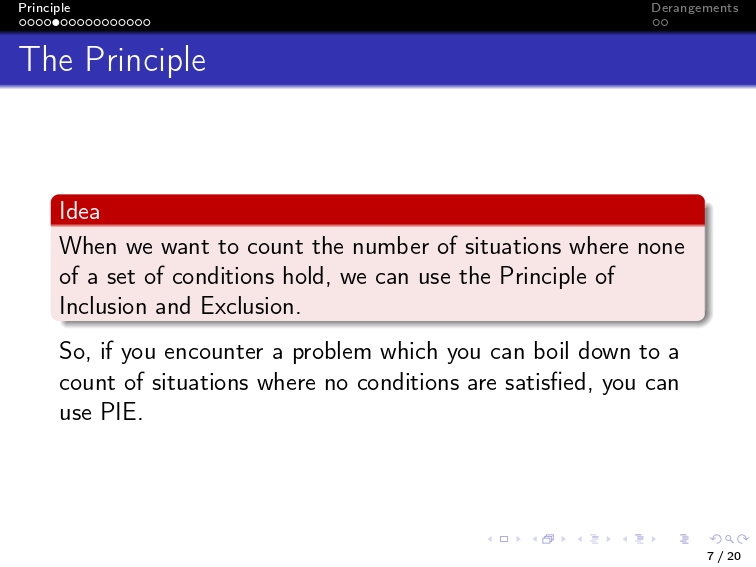 Principle
Derangements
The Principle
Idea
When we want to count the number of situations where none
of a set of conditions hold, we can use the Principle of
Inclusion and Exclusion.
So, if you encounter a problem which you can boil down to a
count of situations where no conditions are satisfied, you can
use PIE.
7 / 20